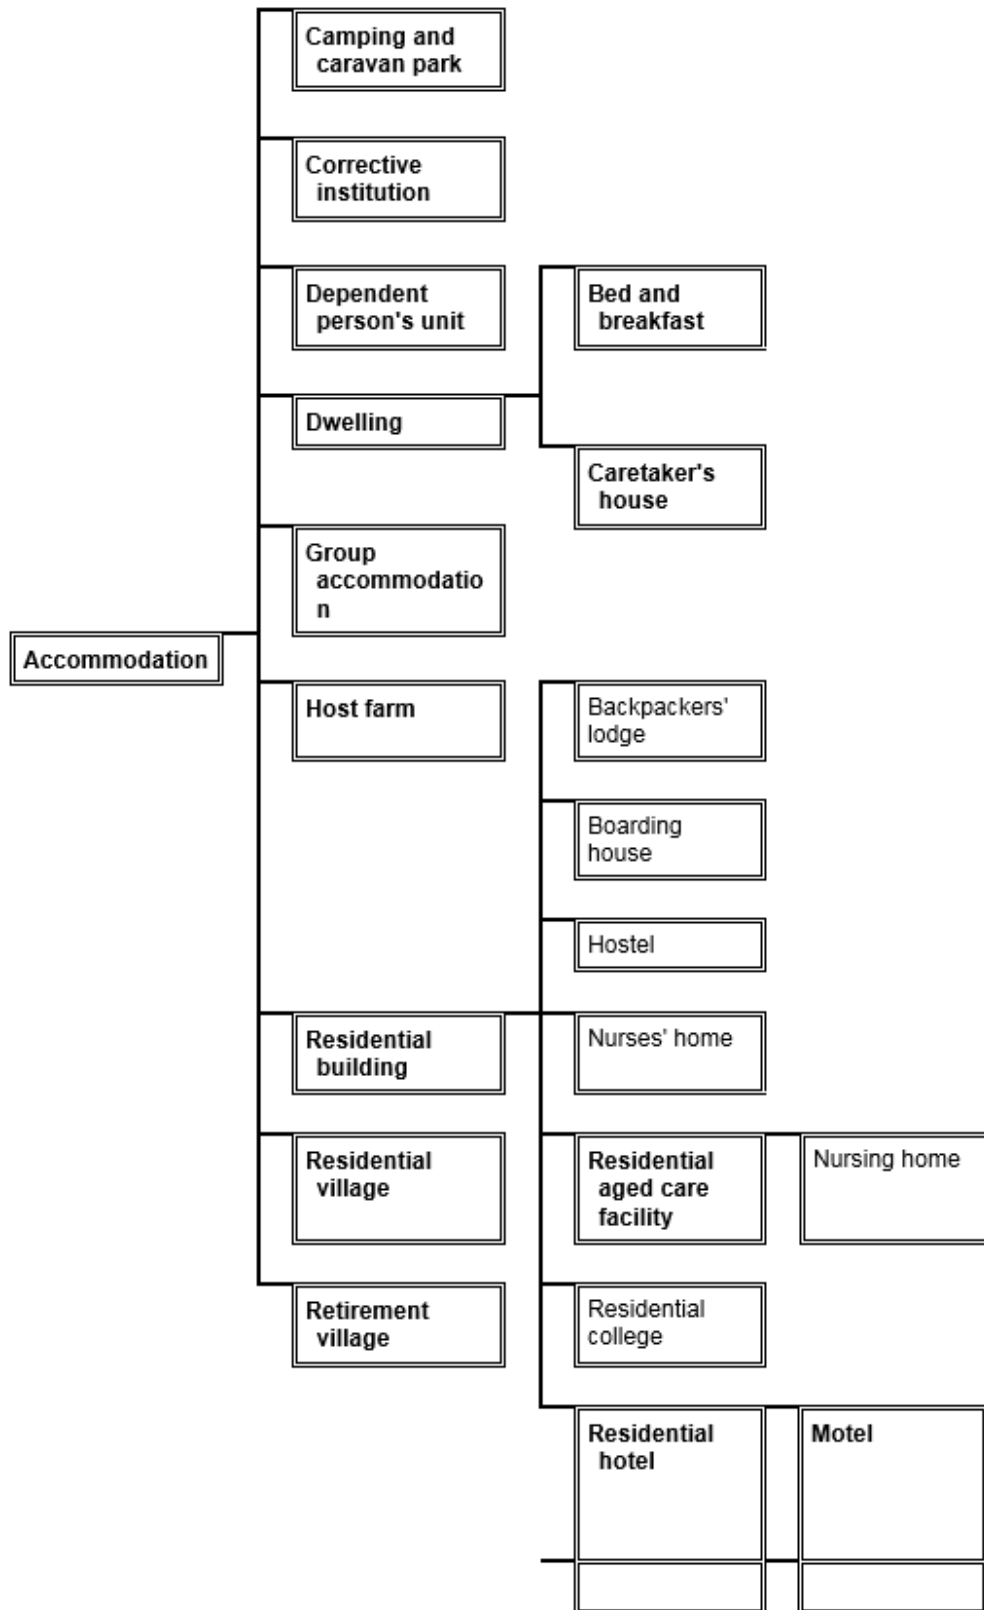 Camping and
caravan park
Corrective
institution
Dependent
person's unit
Bed and
breakfast
Dwelling
Caretaker's
house
Group
accommodatio
n
Accommodation
Host farm
Backpackers'
lodge
Boarding
house
Hostel
Residential
building
Nurses' home
Residential
village
Residential
aged care
facility
Nursing home
Retirement
village
Residential
college
Residential
hotel
Motel